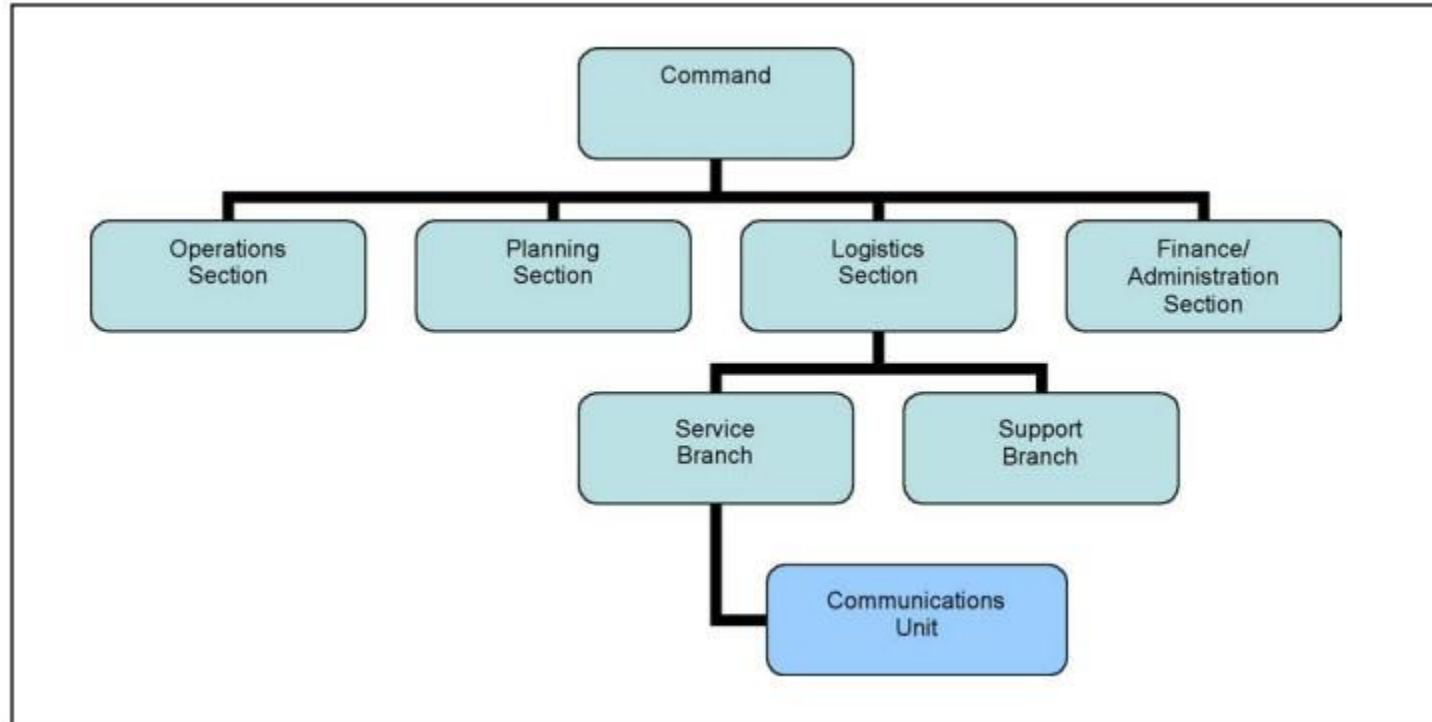 Command
Operations
Section
Planning
Section
Logistics
Section
Finance/
Administration
Section
Service
Branch
Support
Branch
Communications
Unit